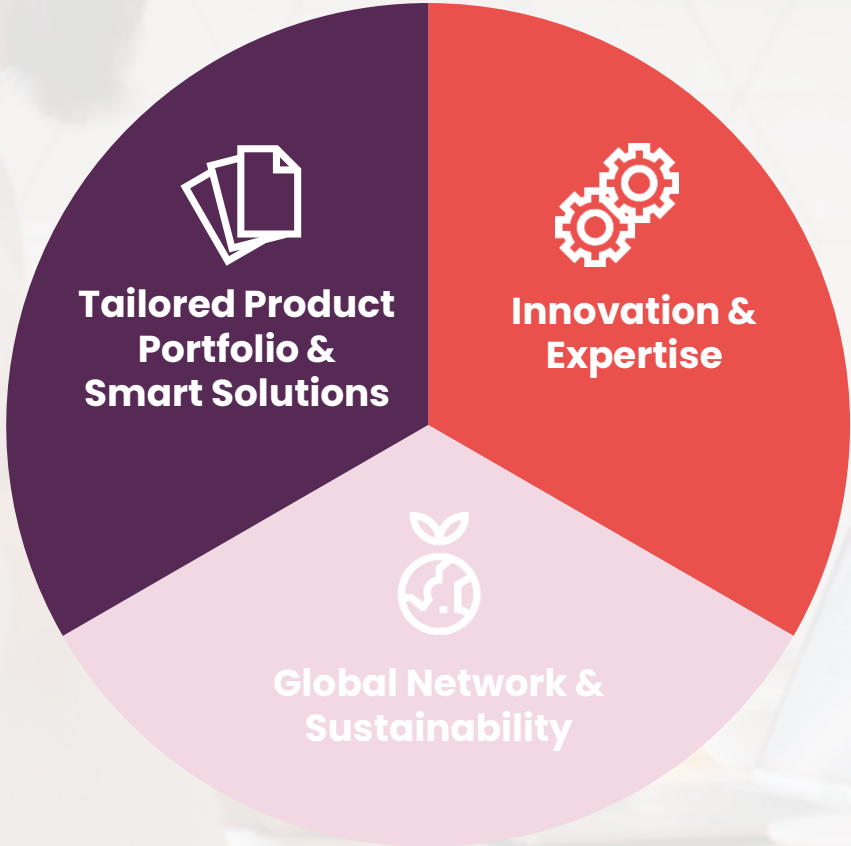 Tailored Product
Portfolio &
Smart Solutions
Innovation &
Expertise
Global Network &
Sustainability